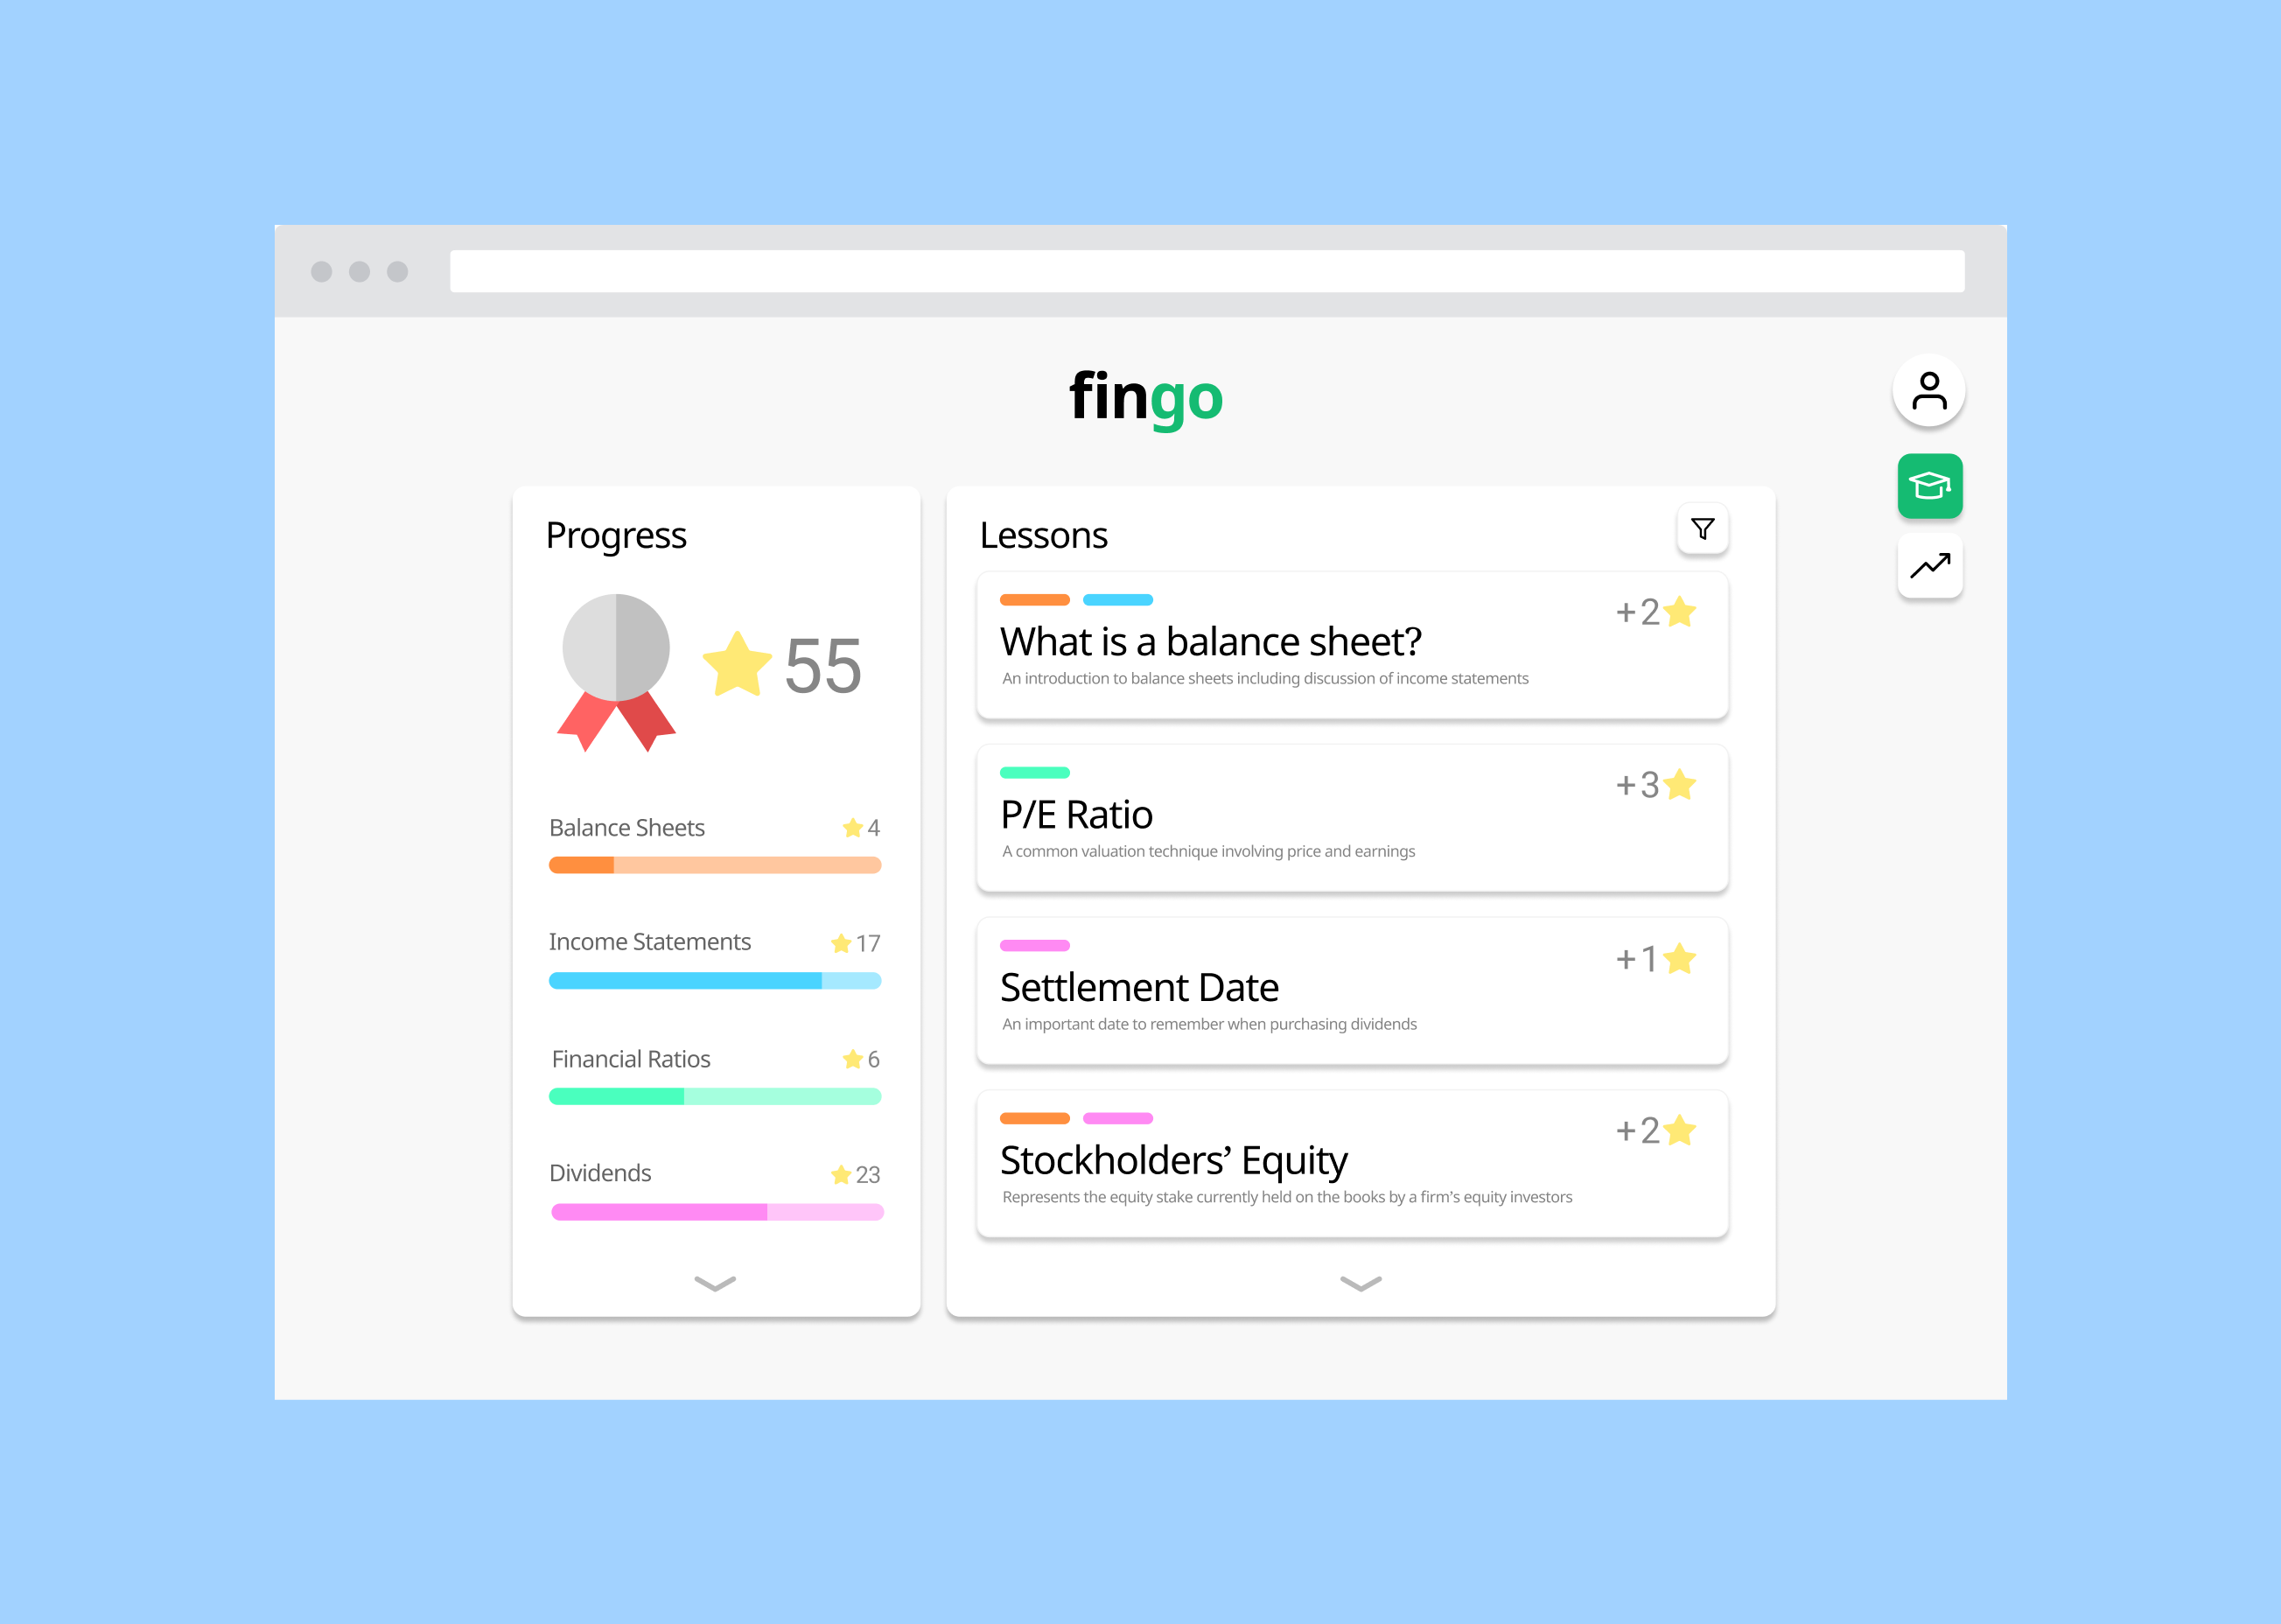 fingo
Progress
55
Balance Sheets 4
Income Statements 17
Financial Ratios 6
Dividends 23
Lessons
+2
What is a balance sheet?
An introduction to balance sheets including discussion of income statements
+3
P/E Ratio
A common valuation technique involving price and earnings
+1
Settlement Date
An important date to remember when purchasing dividends
+2
Stockholders’ Equity
Represents the equity stake currently held on the books by a firm’s equity investors